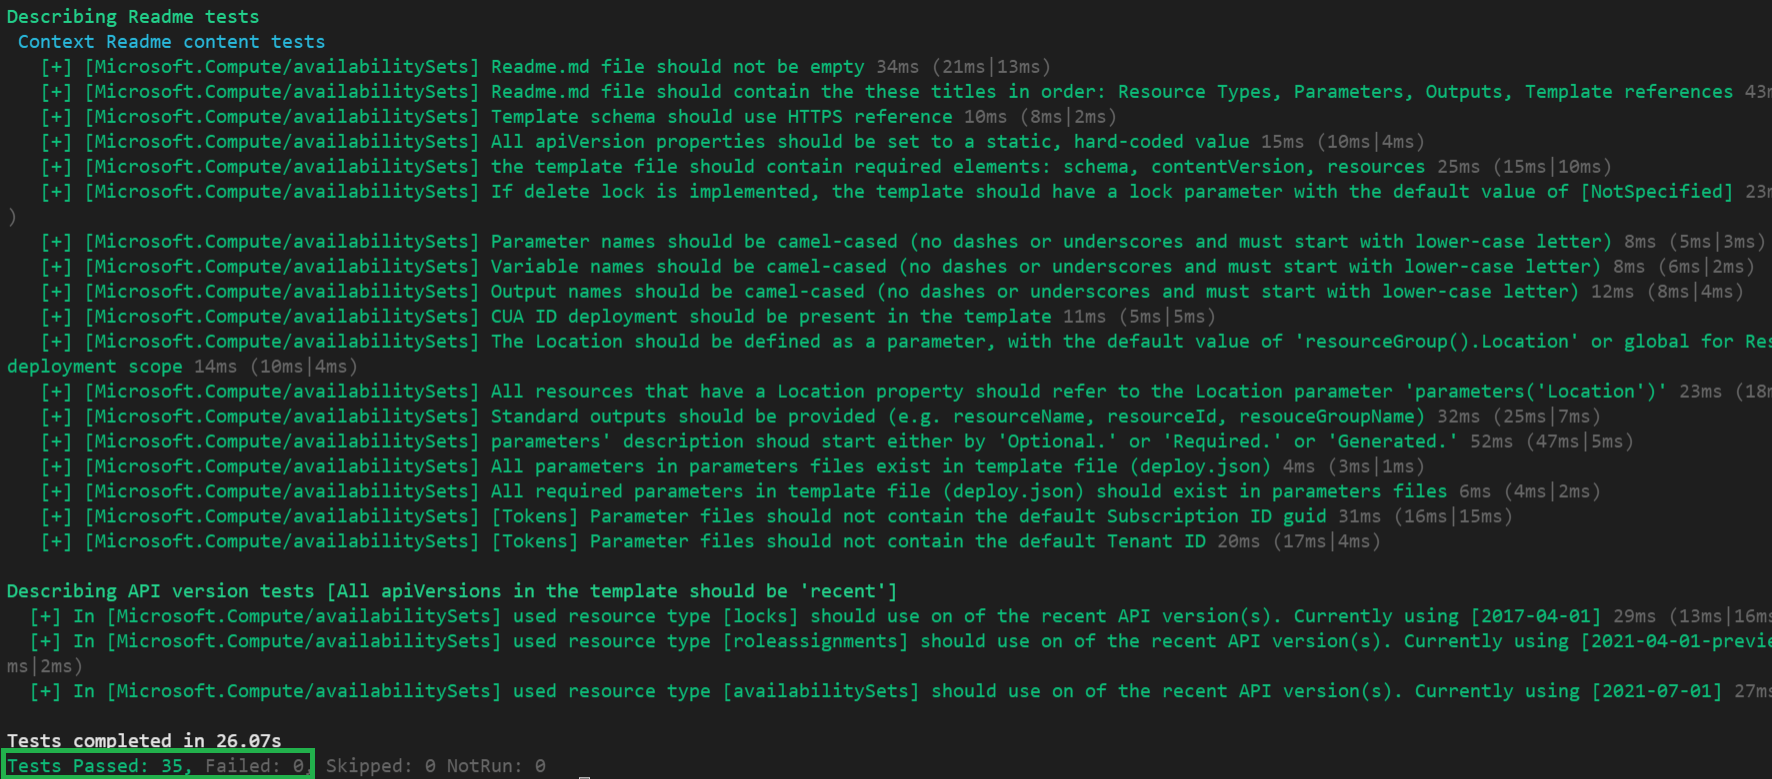 Describing Readme tests
Context Readme content tests
[+] [Microsoft.Compute/availabilitySets] Readme.md file should not be empty 34ms (21ms|13ms)
[+] [Microsoft.Compute/availabilitySets] Readme.md file should contain the these titles in order: Resource Types, Parameters, Outputs, Template references 43m
[+] [Microsoft.Compute/availabilitySets] Template schema should use HTTPS reference 10ms (8ms|2ms)
[+] [Microsoft.Compute/availabilitySets] All apiVersion properties should be set to a static, hard-coded value 15ms (10ms|4ms)
[+] [Microsoft.Compute/availabilitySets] the template file should contain required elements: schema, contentVersion, resources 25ms (15ms|10ms)
[+] [Microsoft.Compute/availabilitySets] If delete lock is implemented, the template should have a lock parameter with the default value of [NotSpecified] 23m
)
[+] [Microsoft.Compute/availabilitySets] Parameter names should be camel-cased (no dashes or underscores and must start with lower-case letter) 8ms (5ms|3ms)
[+] [Microsoft.Compute/availabilitySets] Variable names should be camel-cased (no dashes or underscores and must start with lower-case letter) 8ms (6ms|2ms)
[+] [Microsoft.Compute/availabilitySets] Output names should be camel-cased (no dashes or underscores and must start with lower-case letter) 12ms (8ms|4ms)
[+] [Microsoft.Compute/availabilitySets] CUA ID deployment should be present in the template 11ms (5ms|5ms)
[+] [Microsoft.Compute/availabilitySets] The Location should be defined as a parameter, with the default value of 'resourceGroup().Location' or global for Res
deployment scope 14ms (10ms|4ms)
[+] [Microsoft.Compute/availabilitySets] All resources that have a Location property should refer to the Location parameter 'parameters('Location')' 23ms (18m
[+] [Microsoft.Compute/availabilitySets] Standard outputs should be provided (e.g. resourceName, resourceId, resouceGroupName) 32ms (25ms|7ms)
[+] [Microsoft.Compute/availabilitySets] parameters' description shoud start either by 'Optional.' or 'Required.' or 'Generated.' 52ms (47ms|5ms)
[+] [Microsoft.Compute/availabilitySets] All parameters in parameters files exist in template file (deploy.json) 4ms (3ms|1ms)
[+] [Microsoft.Compute/availabilitySets] All required parameters in template file (deploy.json) should exist in parameters files 6ms (4ms|2ms)
[+] [Microsoft.Compute/availabilitySets] [Tokens] Parameter files should not contain the default Subscription ID guid 31ms (16ms|15ms)
[+] [Microsoft.Compute/availabilitySets] [Tokens] Parameter files should not contain the default Tenant ID 20ms (17ms|4ms)
Describing API version tests [All apiVersions in the template should be 'recent']
[+] In [Microsoft.Compute/availabilitySets] used resource type [locks] should use on of the recent API version(s). Currently using [2017-04-01] 29ms (13ms|16ms
[+] In [Microsoft.Compute/availabilitySets] used resource type [roleassignments] should use on of the recent API version(s). Currently using [2021-04-01-previe
ms|2ms)
[+] In [Microsoft.Compute/availabilitySets] used resource type [availabilitySets] should use on of the recent API version(s). Currently using [2021-07-01] 27ms
Tests completed in 26.07s
Tests Passed: 35, Failed: 0, Skipped: 0 NotRun: 0